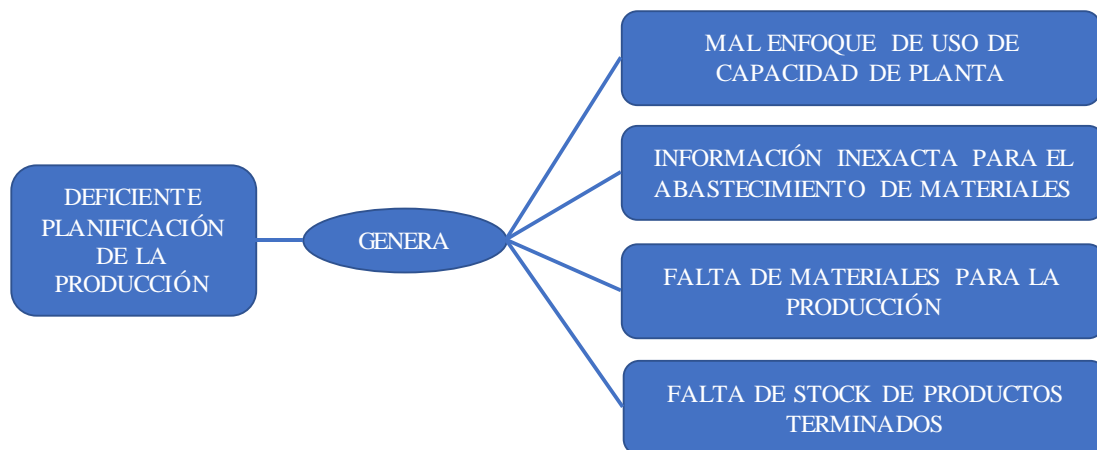 DEFICIENTE
PLANIFICACIÓN
DE LA
PRODUCCIÓN
GENERA
MAL ENFOQUE DE USO DE
CAPACIDAD DE PLANTA
INFORMACIÓN INEXACTA PARA EL
ABASTECIMIENTO DE MATERIALES
FALTA DE MATERIALES PARA LA
PRODUCCIÓN
FALTA DE STOCK DE PRODUCTOS
TERMINADOS